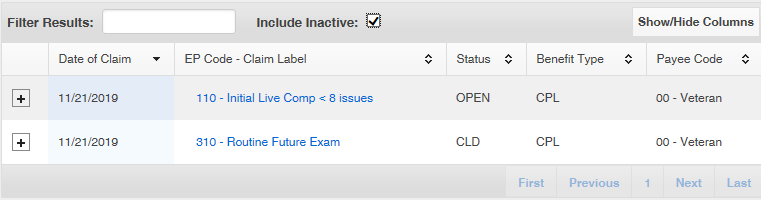 Filter Results: Include Inactive: Show/Hide Columns
Date of Claim EP Code - Claim Label Status Benefit Type Payee Code
11/21/2019 110 - Initial Live Comp < 8 issues OPEN CPL 00 - Veteran
11/21/2019 310 - Routine Future Exam CLD CPL 00 - Veteran
First Previous 1 Next Last